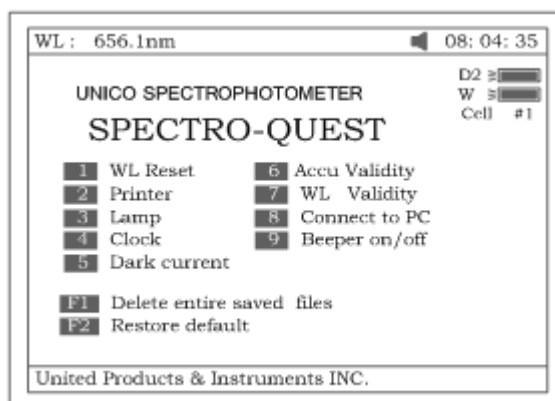 WL : 656.1nm 08: 04: 35
D2
W
Cell #1
UNICO SPECTROPHOTOMETER
SPECTRO-QUEST
1 WL Reset 6 Accu Validity
2 Printer 7 WL Validity
3 Lamp 8 Connect to PC
4 Clock 9 Beeper on/off
5 Dark current
F1 Delete entire saved files
F2 Restore default
United Products & Instruments INC.